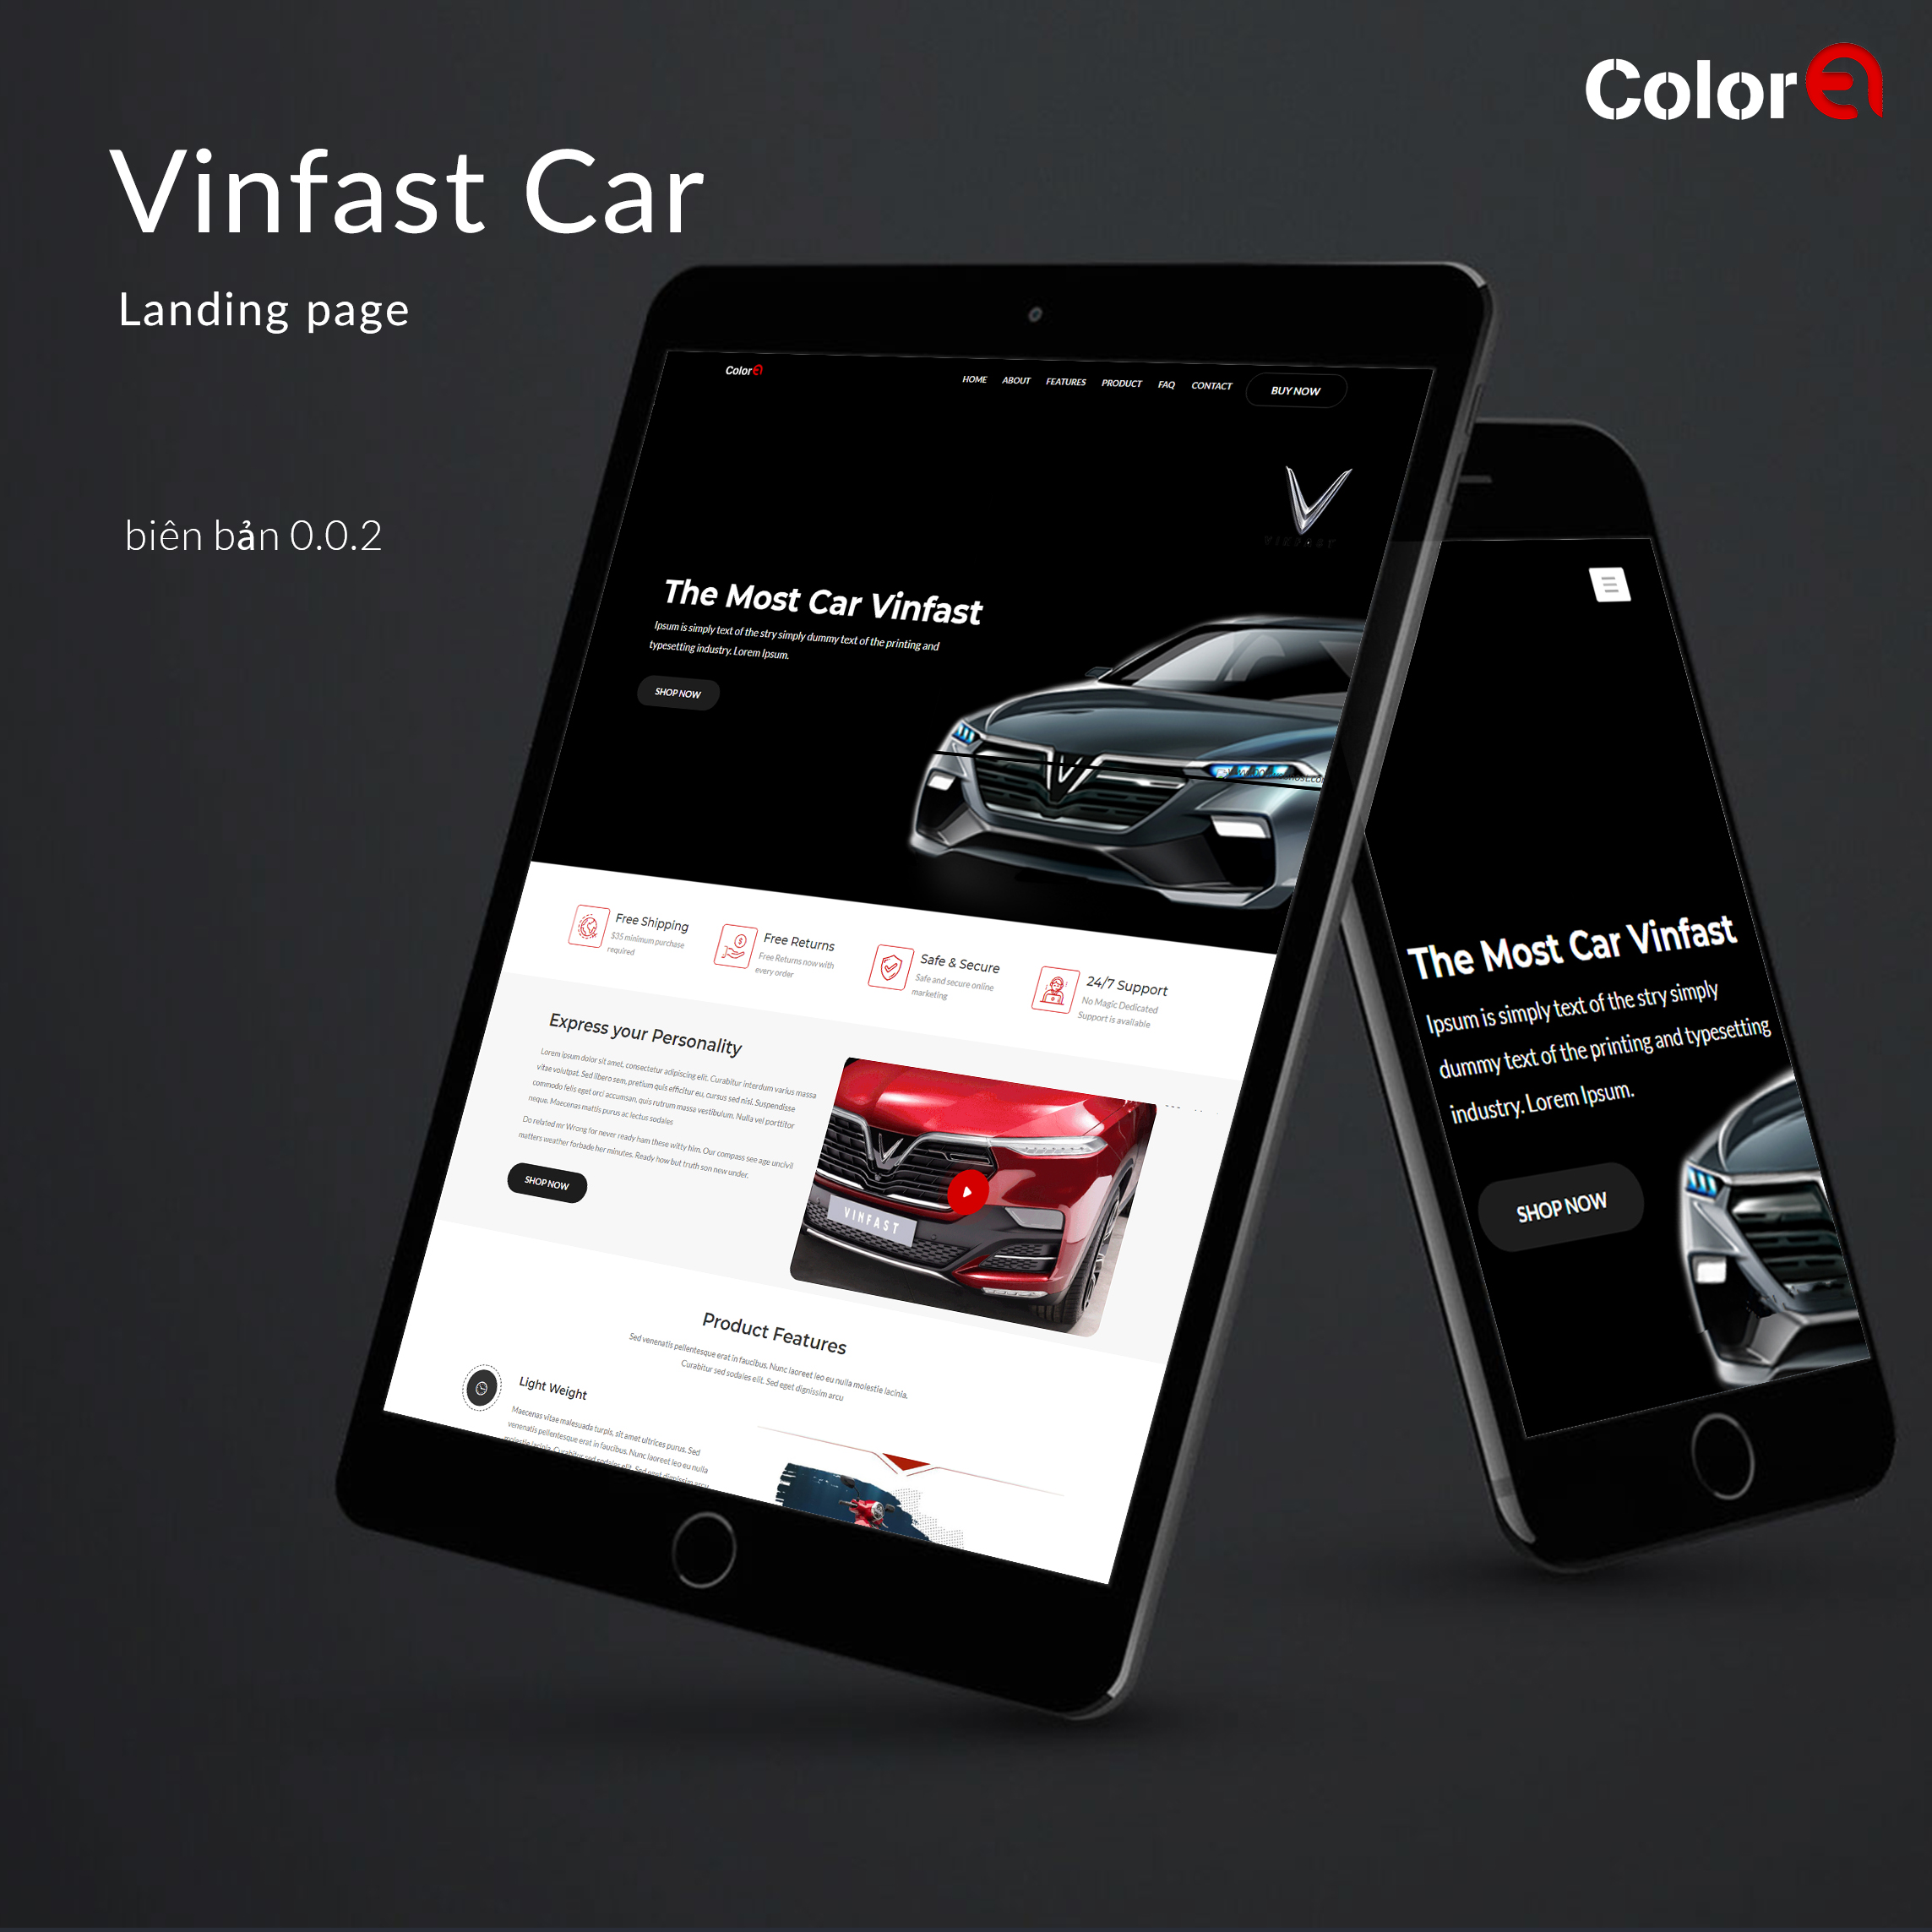 Color
Vinfast Car
Landing page
biên bản 0.0.2
Color
HOME ABOUT FEATURES PRODUCT FAQ CONTACT BUY NOW
VINFAST
The Most Car Vinfast
Ipsum is simply text of the stry simply dummy text of the printing and
typesetting industry. Lorem Ipsum.
SHOP NOW
Free Shipping
$35 minimum purchase
required
Free Returns
Free Returns now with
every order
Safe & Secure
Safe and secure online
marketing
24/7 Support
No Magic Dedicated
Support is available
Express your Personality
Lorem ipsum dolor sit amet, consectetur adipiscing elit. Curabitur interdum varius massa
vitae volutpat. Sed libero sem, pretium quis efficitur eu, cursus sed nisl. Suspendisse
commodo felis eget orci accumsan, quis rutrum massa vestibulum. Nulla vel porttitor
neque. Maecenas mattis purus ac lectus sodales
Do related mr Wrong for never ready ham these witty him. Our compass see age uncivil
matters weather forbade her minutes. Ready how but truth son new under.
SHOP NOW
VINFAST
Product Features
Sed venenatis pellentesque erat in faucibus. Nunc laoreet leo eu nulla molestie lacinia.
Curabitur sed sodales elit. Sed eget dignissim arcu
Light Weight
Maecenas vitae malesuada turpis, sit amet ultrices purus. Sed
venenatis pellentesque erat in faucibus. Nunc laoreet leo eu nulla
molestie lacinia. Curabitur sed sodales elit. Sed eget dignissim arcu
The Most Car Vinfast
Ipsum is simply text of the stry simply
dummy text of the printing and typesetting
industry. Lorem Ipsum.
SHOP NOW